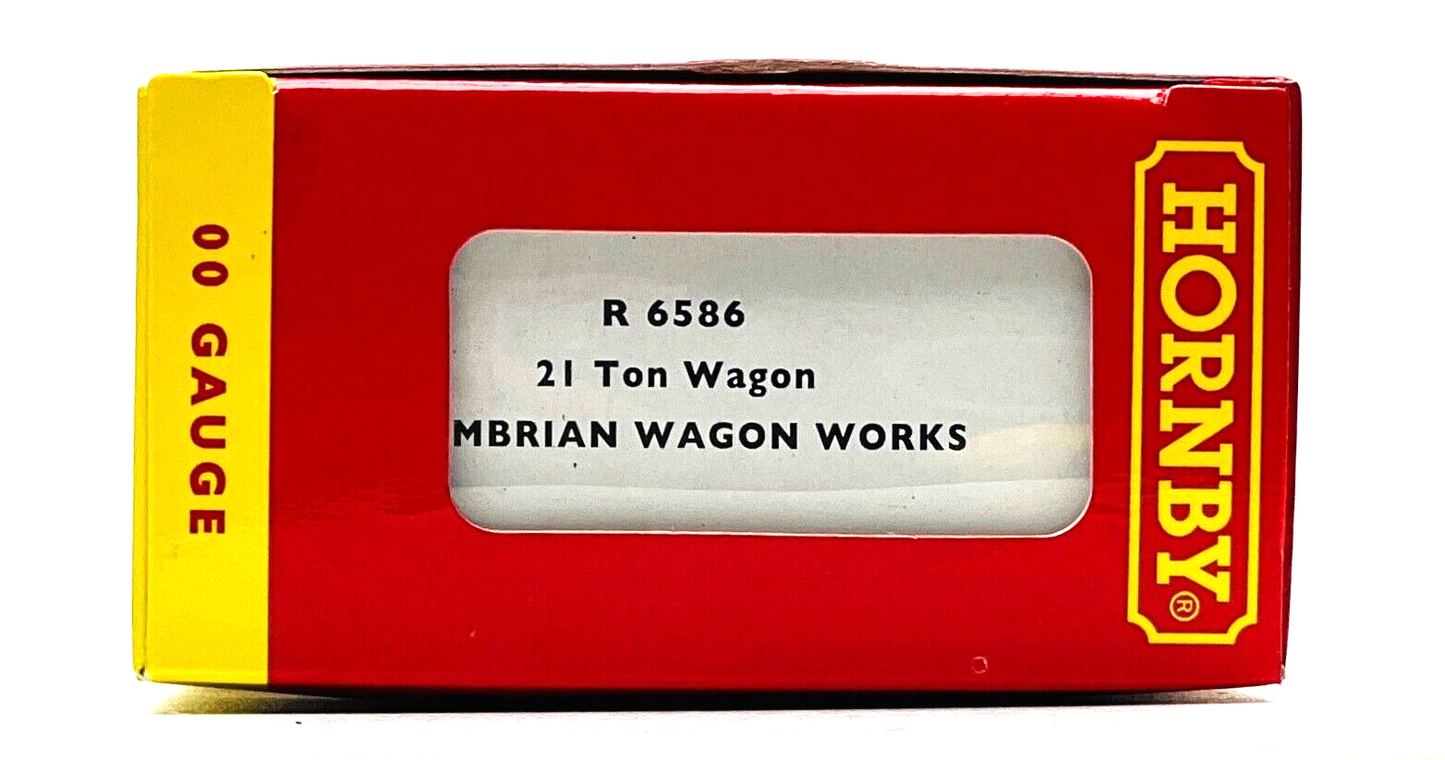 00 GAUGE
R 6586
21 Ton Wagon
MBRIAN WAGON WORKS
HORNBY®